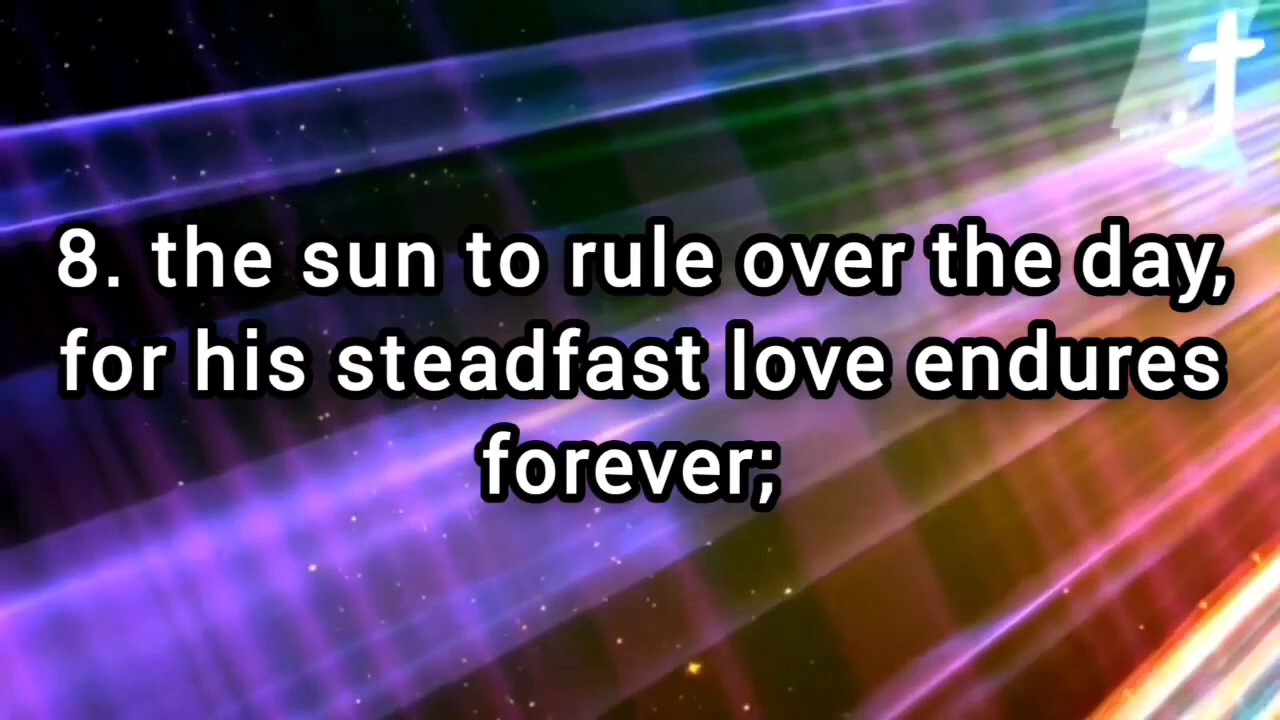 8. the sun to rule over the day,
for his steadfast love endures
forever;